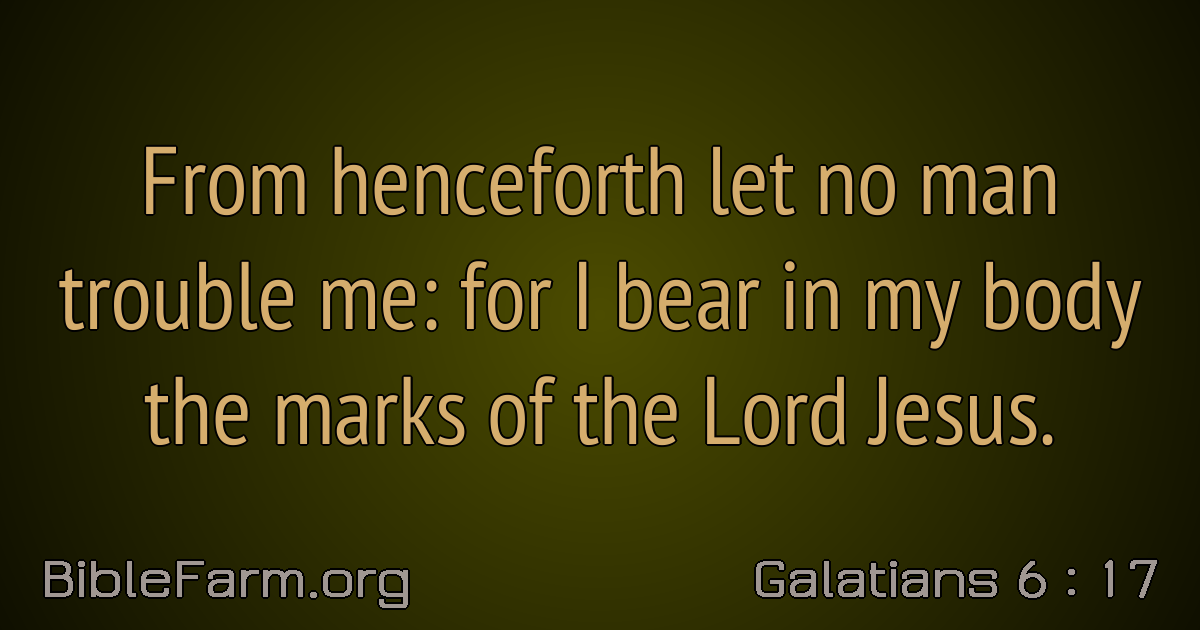 From henceforth let no man
trouble me: for I bear in my body
the marks of the Lord Jesus.
BibleFarm.org
Galatians 6 : 17